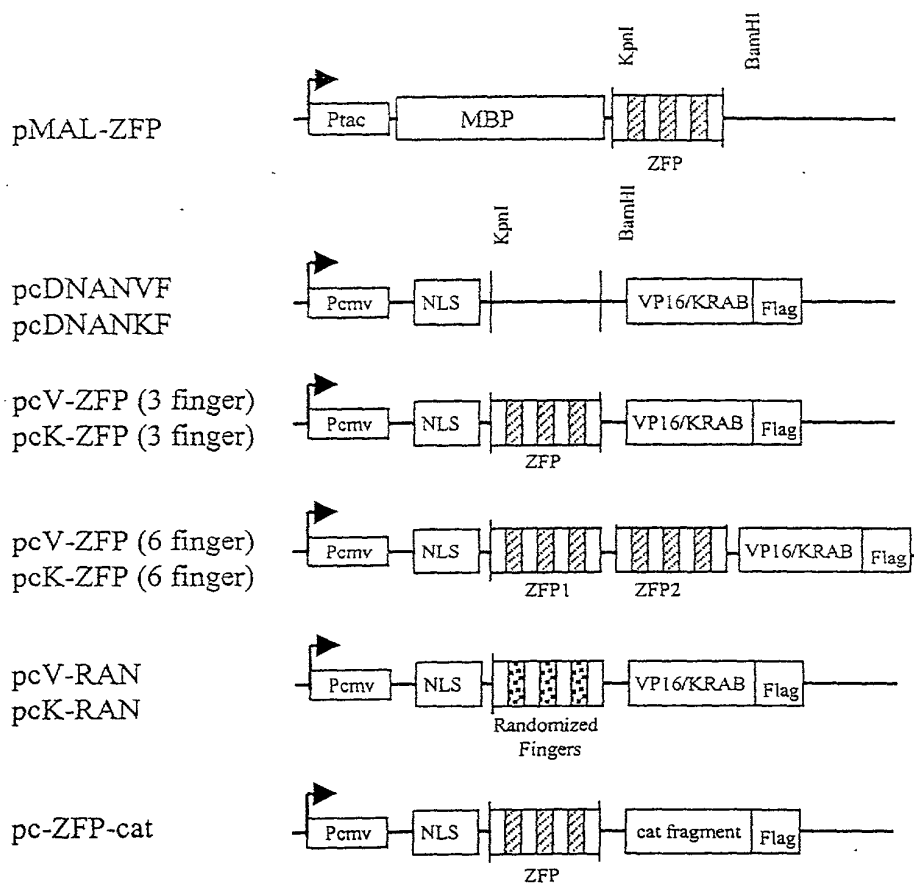 KpnI
BamHI
pMAL-ZFP
Ptac
MBP
ZFP
KpnI
BamHI
pcDNANVF
pcDNANKF
Pcmv
NLS
VP16/KRAB
Flag
pcV-ZFP (3 finger)
pcK-ZFP (3 finger)
Pcmv
NLS
VP16/KRAB
Flag
ZFP
pcV-ZFP (6 finger)
pcK-ZFP (6 finger)
Pcmv
NLS
VP16/KRAB
Flag
ZFP1
ZFP2
pcV-RAN
pcK-RAN
Pcmv
NLS
VP16/KRAB
Flag
Randomized
Fingers
pc-ZFP-cat
Pcmv
NLS
cat fragment
Flag
ZFP